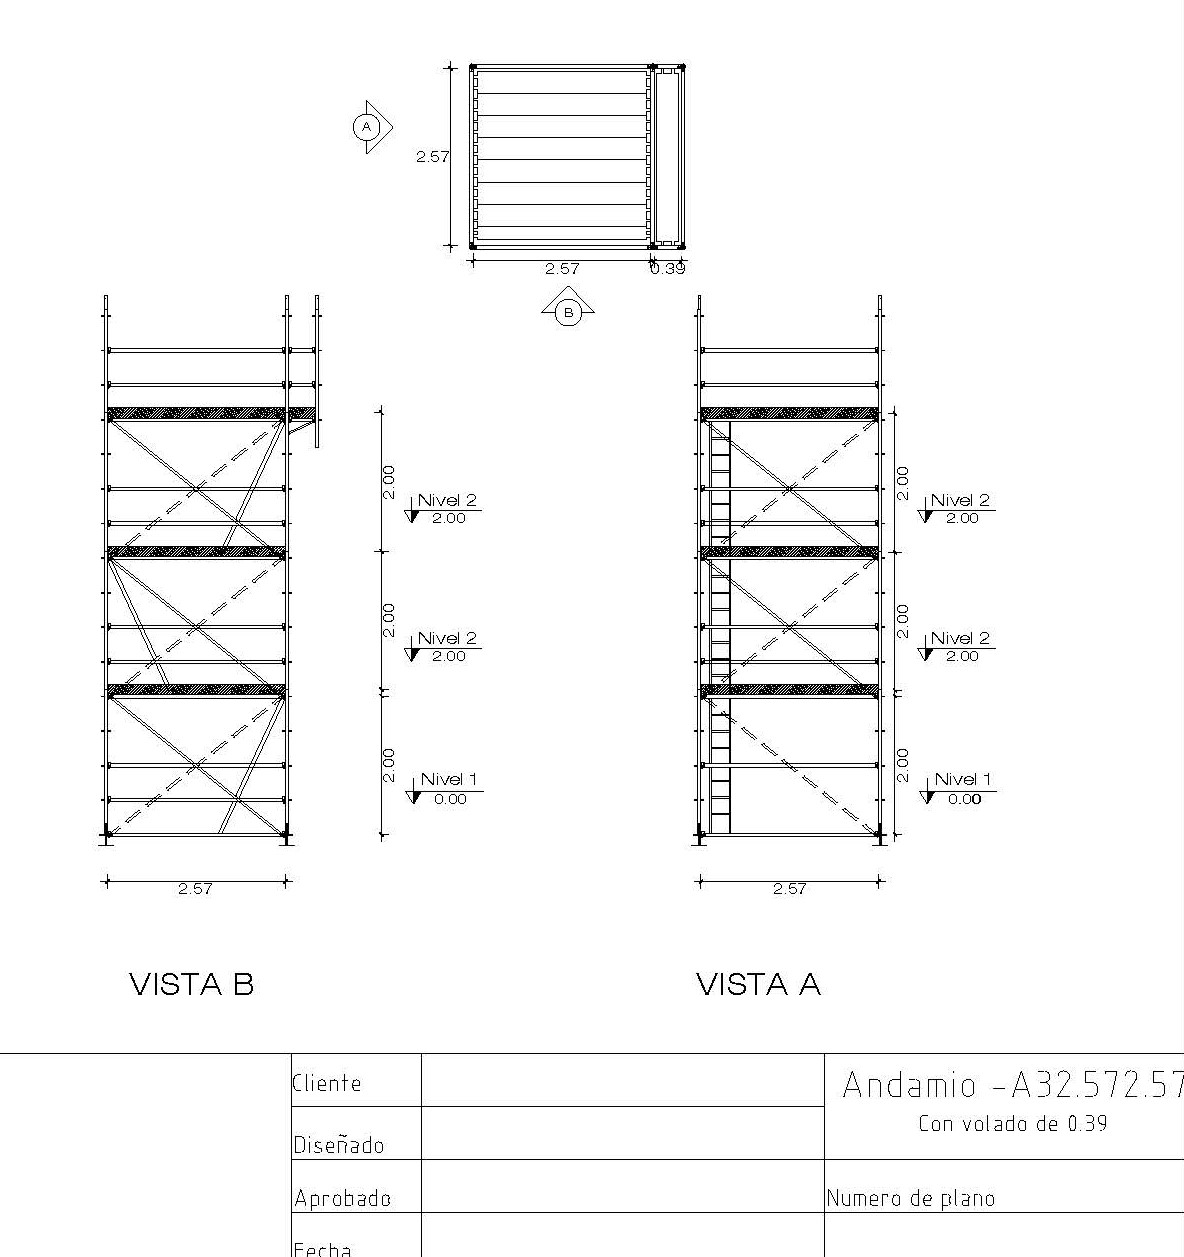 A
2.57
2.57
0.39
B
2.00
Nivel 2
2.00
2.00
Nivel 2
2.00
2.00
Nivel 2
2.00
2.00
Nivel 2
2.00
2.00
Nivel 1
0.00
2.00
Nivel 1
0.00
2.57
2.57
VISTA B
VISTA A
Cliente
Andamio -A32.572.57
Con volado de 0.39
Diseñado
Aprobado
Numero de plano
Fecha